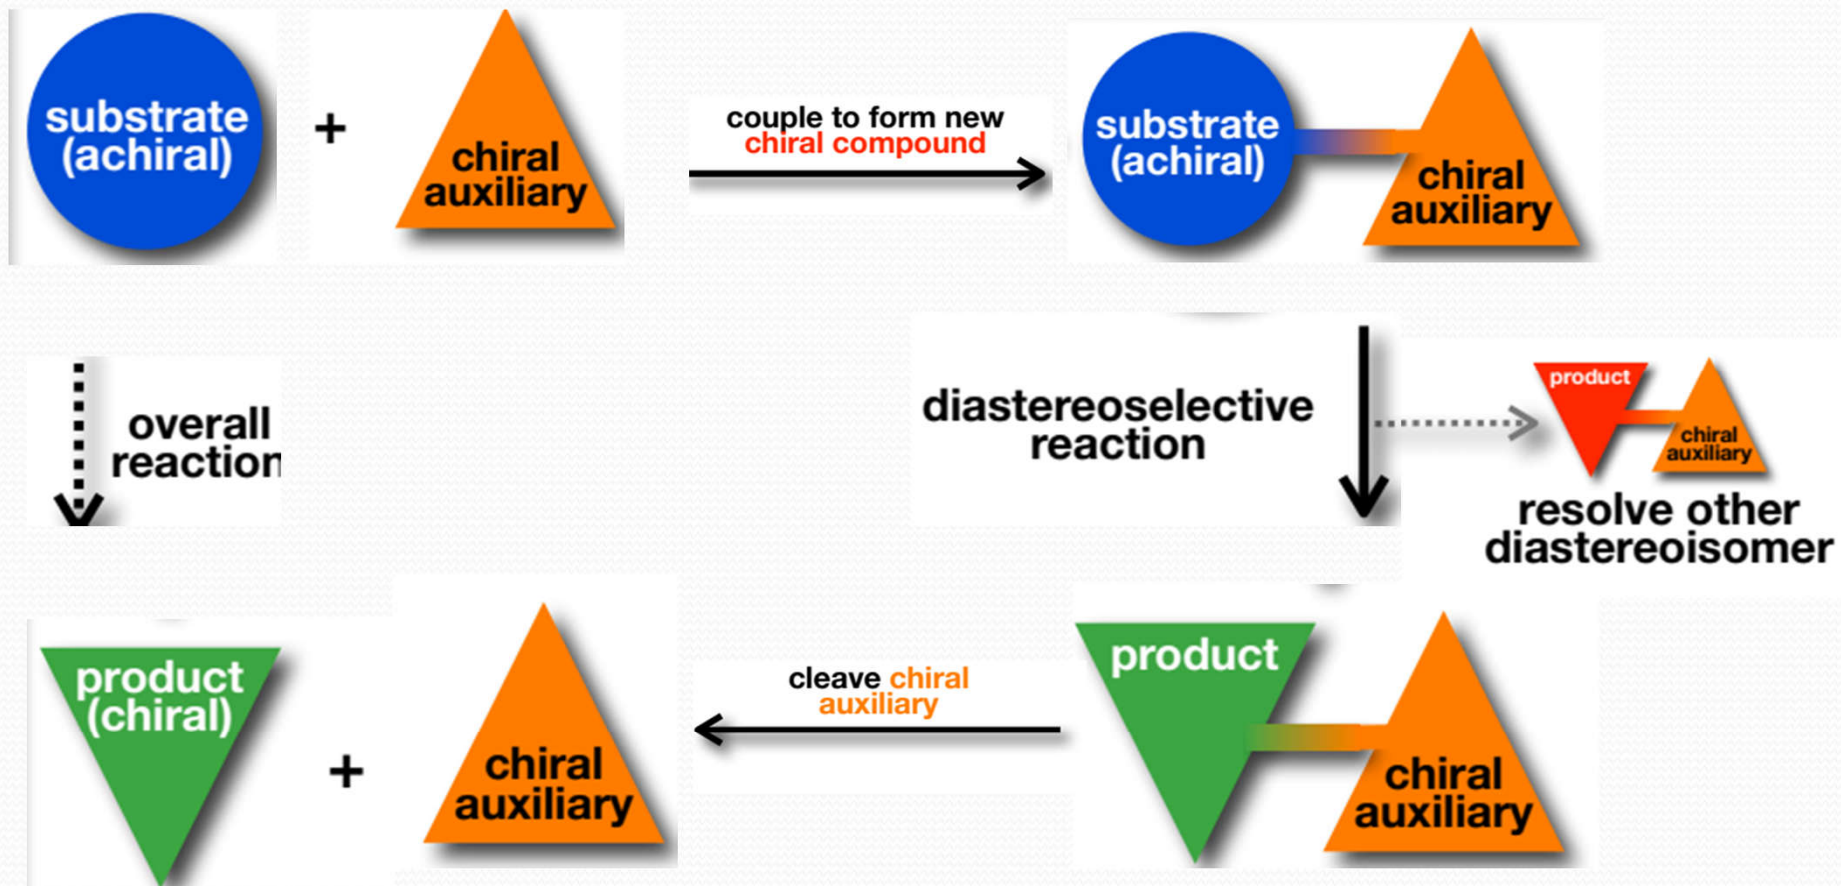 substrate
(achiral)
+
chiral
auxiliary
couple to form new
chiral compound
substrate
(achiral)
chiral
auxiliary
overall
reaction
diastereoselective
reaction
product
chiral
auxiliary
resolve other
diastereoisomer
product
(chiral)
+
chiral
auxiliary
cleave chiral
auxiliary
product
chiral
auxiliary